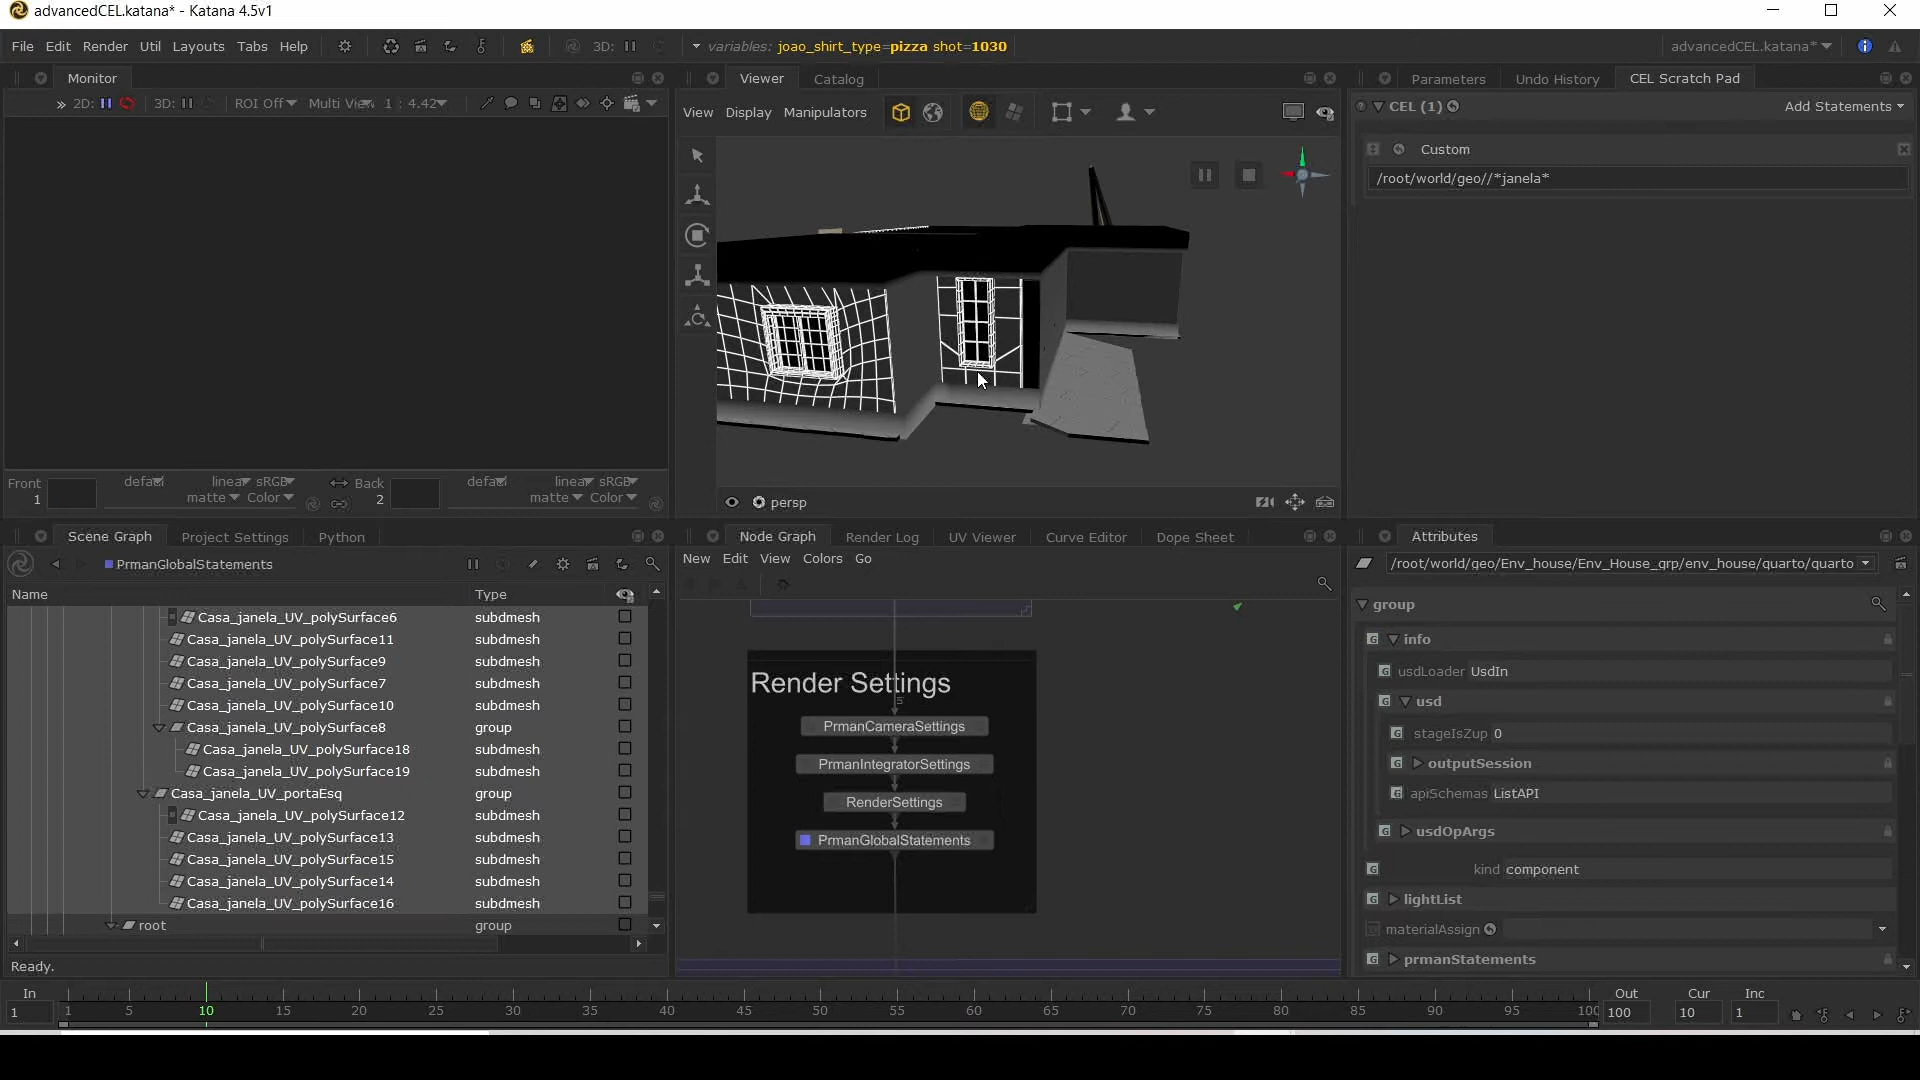 advancedCEL.katana* - Katana 4.5v1
File Edit Render Util Layouts Tabs Help 3D: variables: joao_shirt_type=pizza shot=1030 advancedCEL.katana*
Monitor
» 2D: 3D: ROI Off Multi View 1 : 4.42
Viewer Catalog
View Display Manipulators
persp
Parameters Undo History CEL Scratch Pad
CEL (1) Add Statements
Custom
/root/world/geo//*janela*
Front default linear sRGB Back default linear sRGB
1 matte Color 2 matte Color
Scene Graph Project Settings Python
PrmanGlobalStatements
Name Type
Casa_janela_UV_polySurface6 subdmesh
Casa_janela_UV_polySurface11 subdmesh
Casa_janela_UV_polySurface9 subdmesh
Casa_janela_UV_polySurface7 subdmesh
Casa_janela_UV_polySurface10 subdmesh
Casa_janela_UV_polySurface8 group
Casa_janela_UV_polySurface18 subdmesh
Casa_janela_UV_polySurface19 subdmesh
Casa_janela_UV_portaEsq group
Casa_janela_UV_polySurface12 subdmesh
Casa_janela_UV_polySurface13 subdmesh
Casa_janela_UV_polySurface15 subdmesh
Casa_janela_UV_polySurface14 subdmesh
Casa_janela_UV_polySurface16 subdmesh
root group
Ready.
Node Graph Render Log UV Viewer Curve Editor Dope Sheet
New Edit View Colors Go
Render Settings
PrmanCameraSettings
PrmanIntegratorSettings
RenderSettings
PrmanGlobalStatements
Attributes
/root/world/geo/Env_house/Env_House_grp/env_house/quarto/quarto
group
info
usdLoader UsdIn
usd
stageIsZup 0
outputSession
apiSchemas ListAPI
usdOpArgs
kind component
lightList
materialAssign
prmanStatements
In Out Cur Inc
1 1 5 10 15 20 25 30 35 40 45 50 55 60 65 70 75 80 85 90 95 100 100 10 1